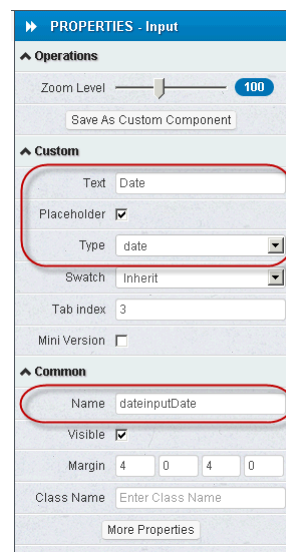 PROPERTIES - Input
Operations
Zoom Level 100
Save As Custom Component
Custom
Text Date
Placeholder
Type date
Swatch Inherit
Tab index 3
Mini Version
Common
Name dateinputDate
Visible
Margin 4 0 4 0
Class Name Enter Class Name
More Properties